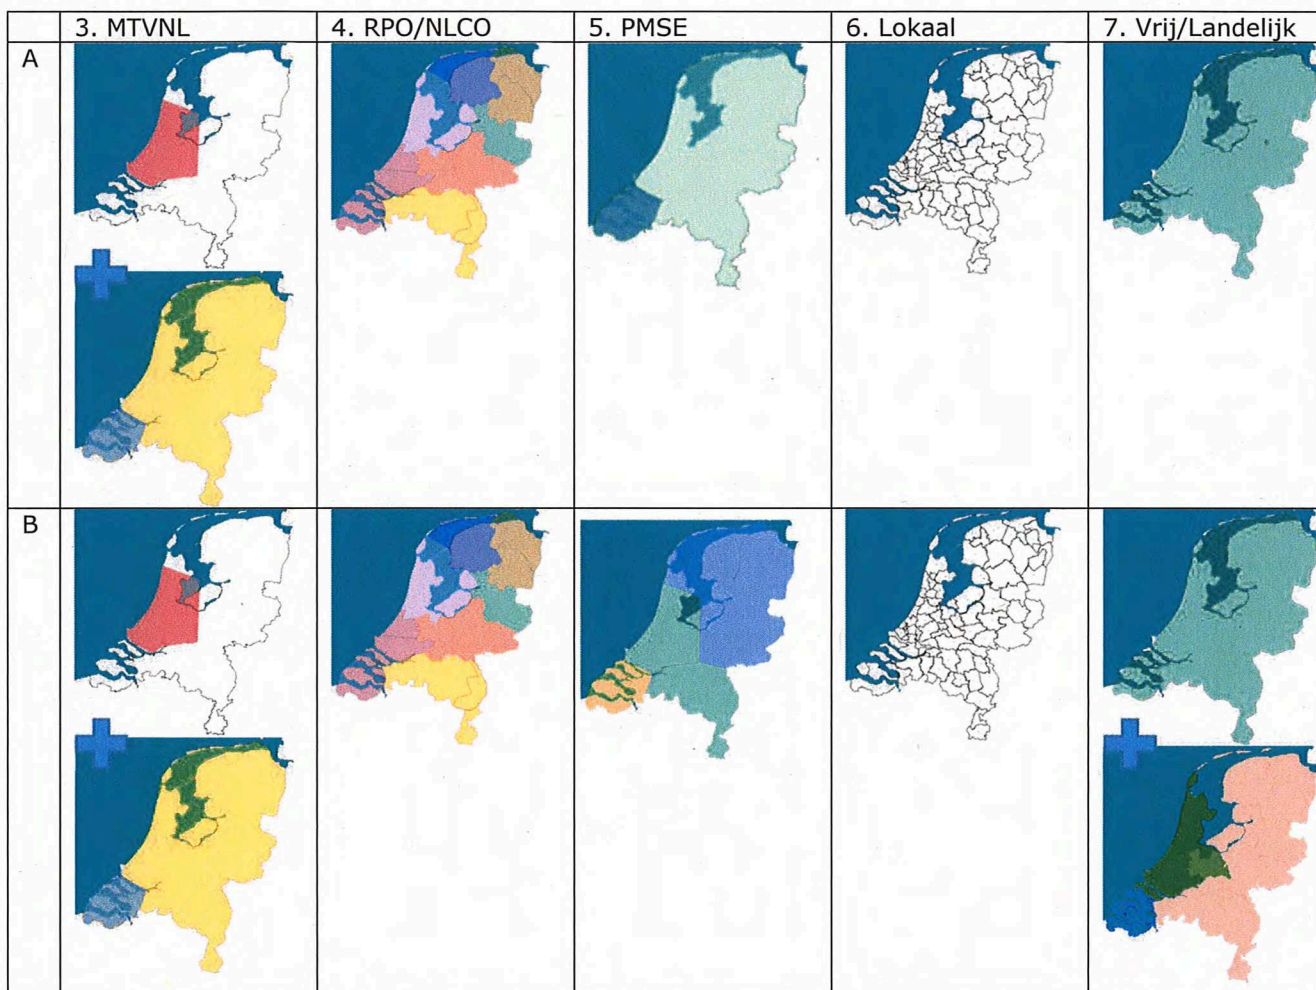 3. MTVNL
4. RPO/NLCO
5. PMSE
6. Lokaal
7. Vrij/Landelijk
A
B